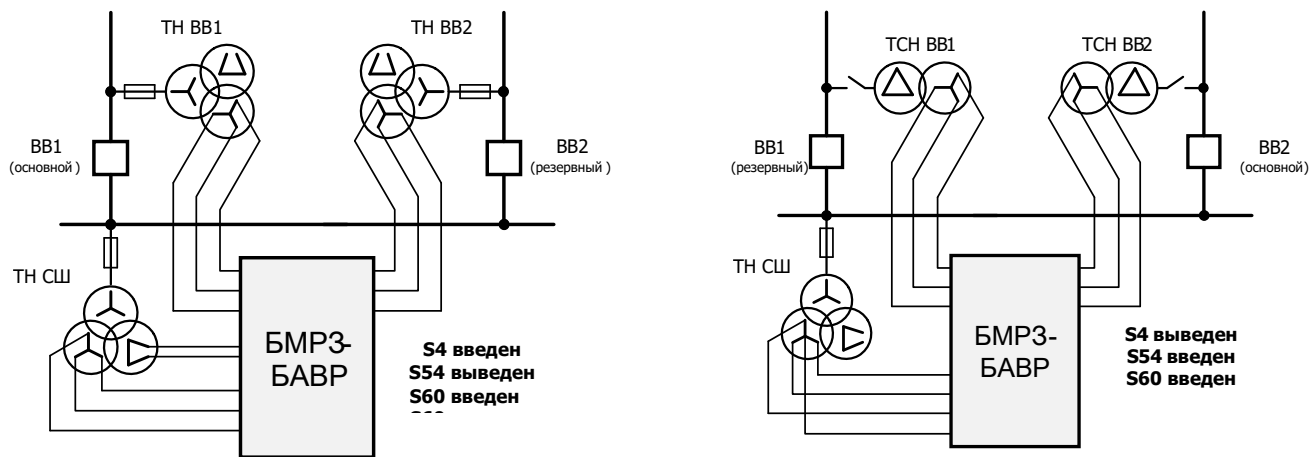 ТН ВВ1
ТН ВВ2
ВВ1
(основной )
ВВ2
(резервный )
ТН СШ
БМРЗ-
БАВР
S4 введен
S54 выведен
S60 введен
ТСН ВВ1
ТСН ВВ2
ВВ1
(резервный)
ВВ2
(основной)
ТН СШ
БМРЗ-
БАВР
S4 выведен
S54 введен
S60 введен